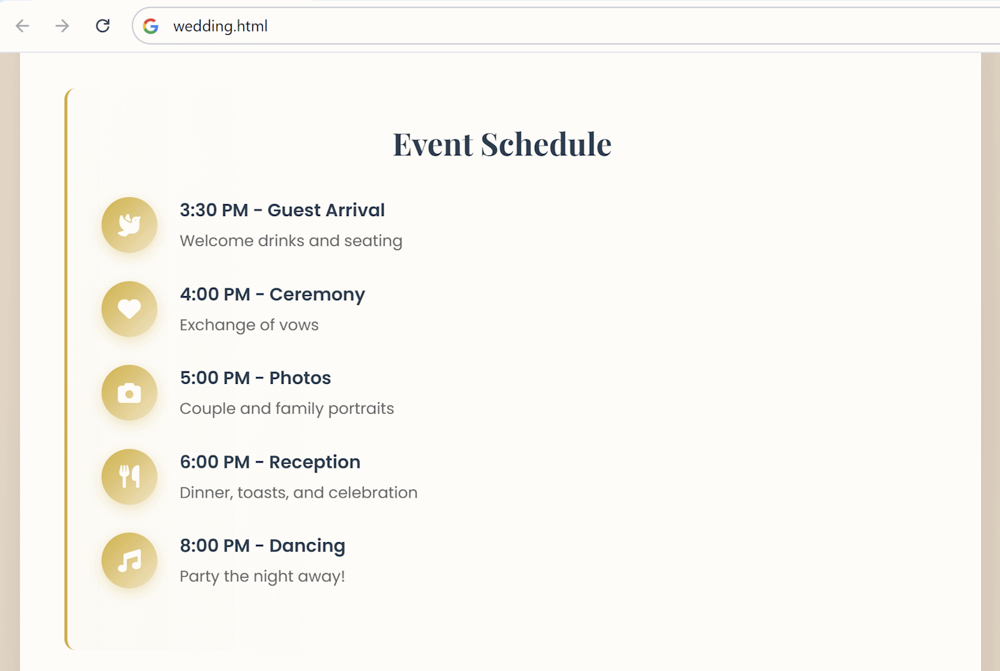 wedding.html
Event Schedule
3:30 PM - Guest Arrival
Welcome drinks and seating
4:00 PM - Ceremony
Exchange of vows
5:00 PM - Photos
Couple and family portraits
6:00 PM - Reception
Dinner, toasts, and celebration
8:00 PM - Dancing
Party the night away!